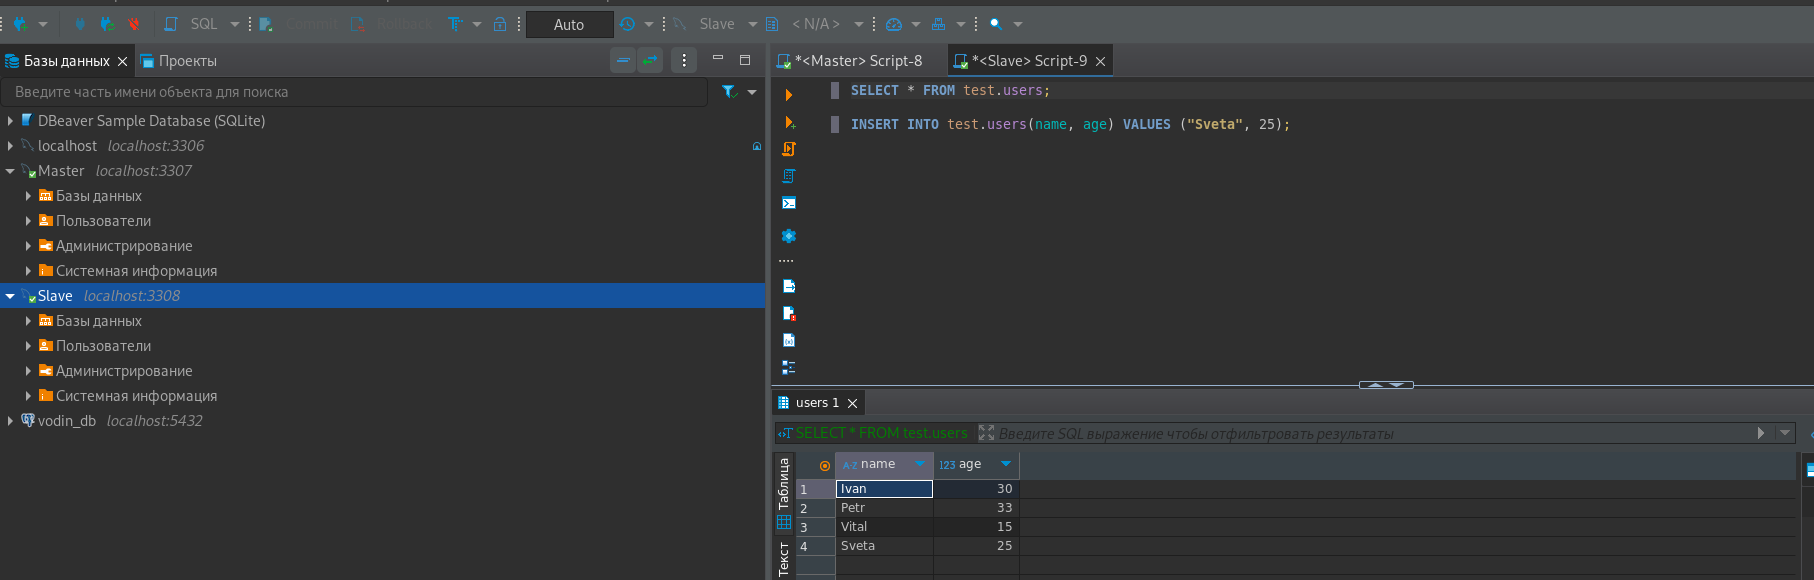 SQL Commit Rollback Auto Slave < N/A >
Базы данных Проекты
Введите часть имени объекта для поиска
DBeaver Sample Database (SQLite)
localhost localhost:3306
Master localhost:3307
Базы данных
Пользователи
Администрирование
Системная информация
Slave localhost:3308
Базы данных
Пользователи
Администрирование
Системная информация
vodin_db localhost:5432
*<Master> Script-8 *<Slave> Script-9
SELECT * FROM test.users;
INSERT INTO test.users(name, age) VALUES ("Sveta", 25);
users 1
SELECT * FROM test.users Введите SQL выражение чтобы отфильтровать результаты
Таблица
Текст
A-Z name 123 age
1 Ivan 30
2 Petr 33
3 Vital 15
4 Sveta 25